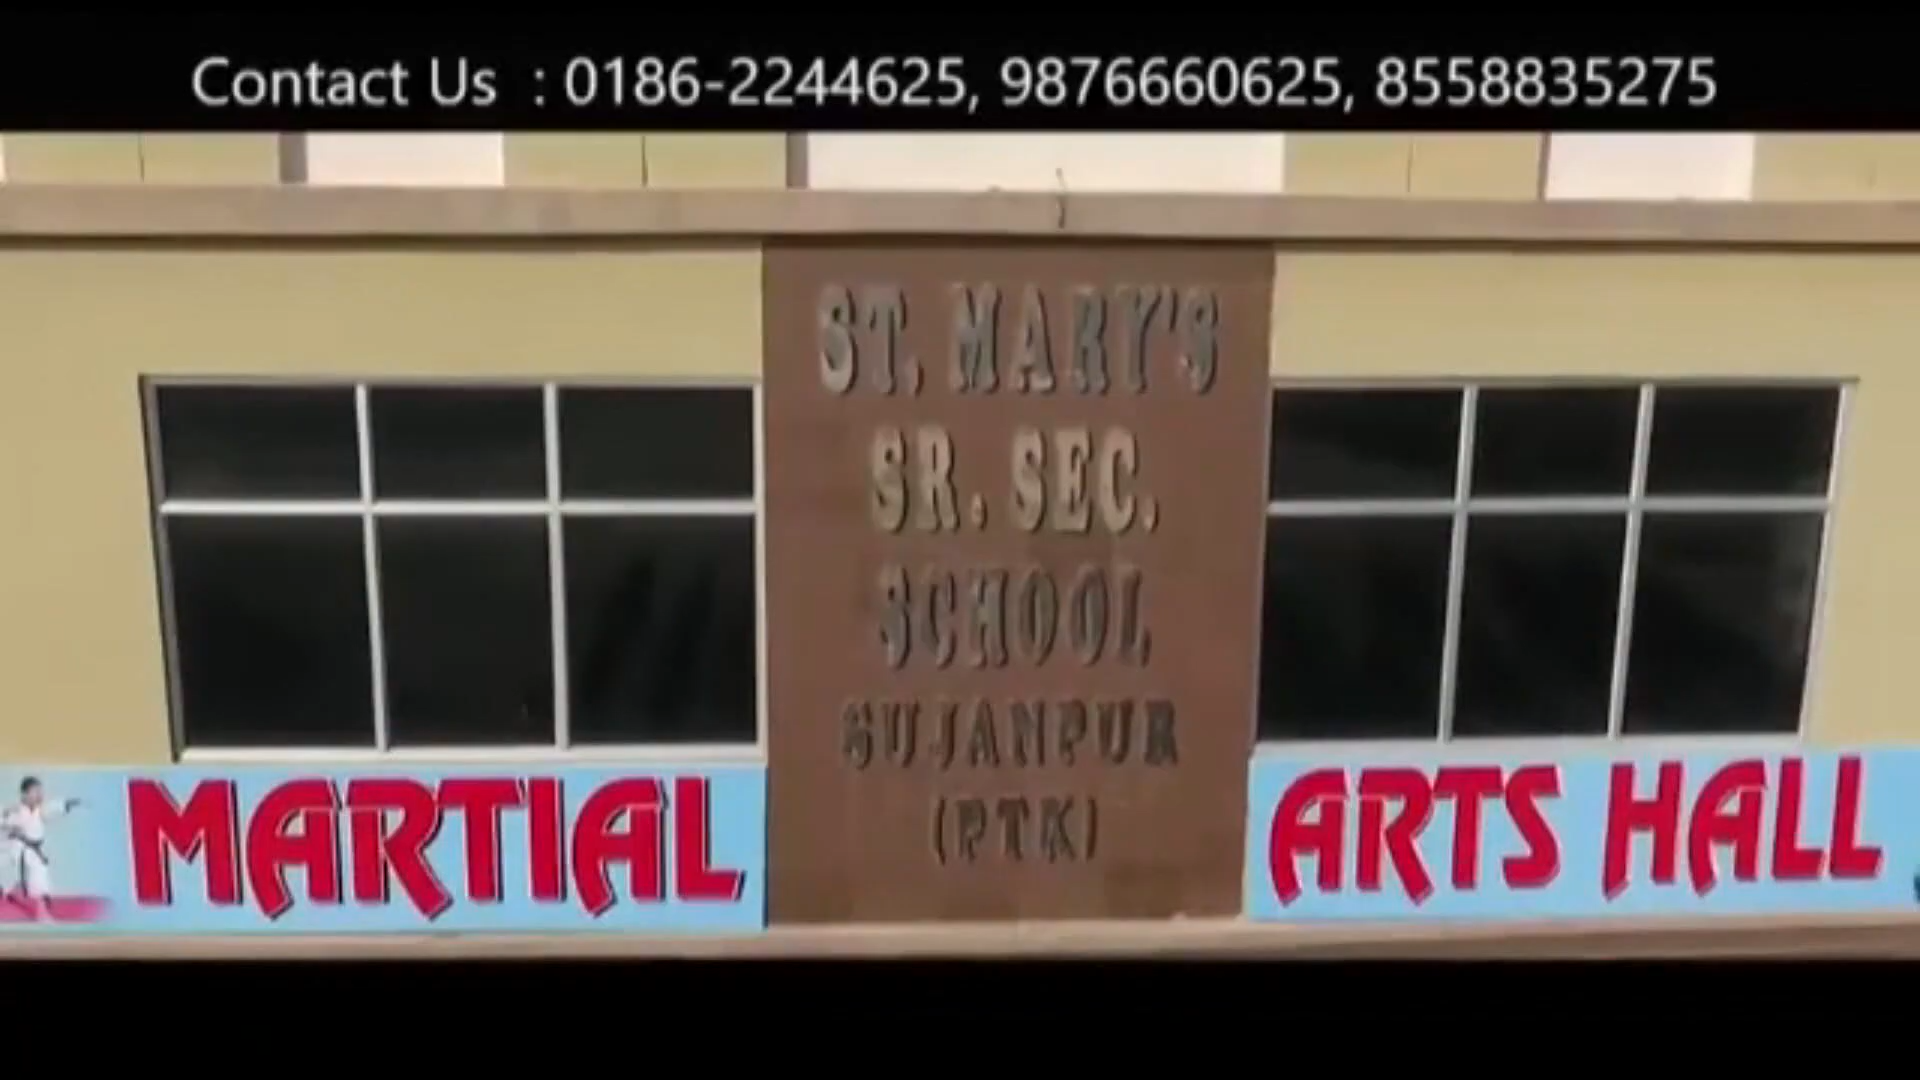 Contact Us : 0186-2244625, 9876660625, 8558835275
ST. MARY'S
SR. SEC.
SCHOOL
SUJANPUR
(PTK)
MARTIAL ARTS HALL